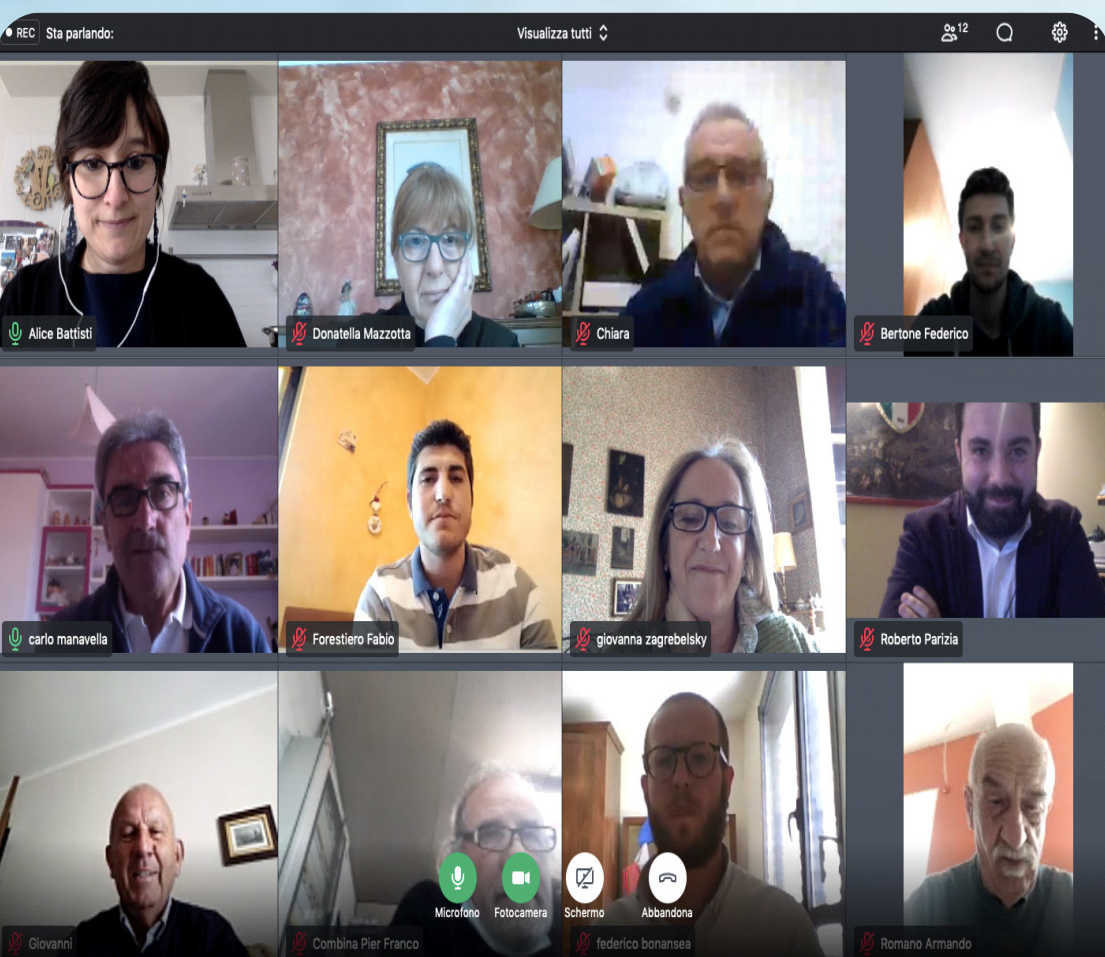 REC Sta parlando: Visualizza tutti 12
Alice Battisti
Donatella Mazzotta
Chiara
Bertone Federico
carlo manavella
Forestiero Fabio
giovanna zagrebelsky
Roberto Parizia
Microfono Fotocamera Schermo Abbandona
Giovanni
Combina Pier Franco
federico bonansea
Romano Armando